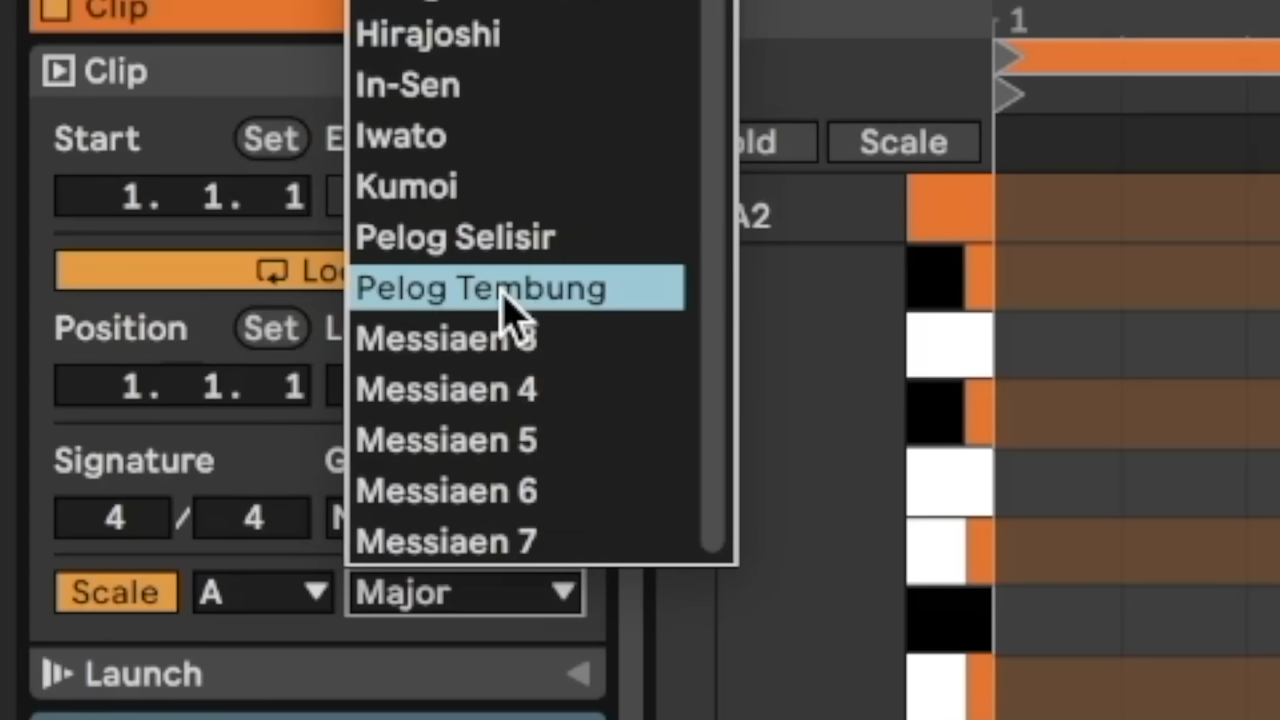 Clip
Hirajoshi
1
Clip
In-Sen
Start
Set
Iwato
Scale
1. 1. 1
Kumoi
A2
Pelog Selisir
Pelog Tembung
Position
Set
Messiaen 3
1. 1. 1
Messiaen 4
Signature
Messiaen 5
4 / 4
Messiaen 6
Messiaen 7
Scale
A
Major
Launch